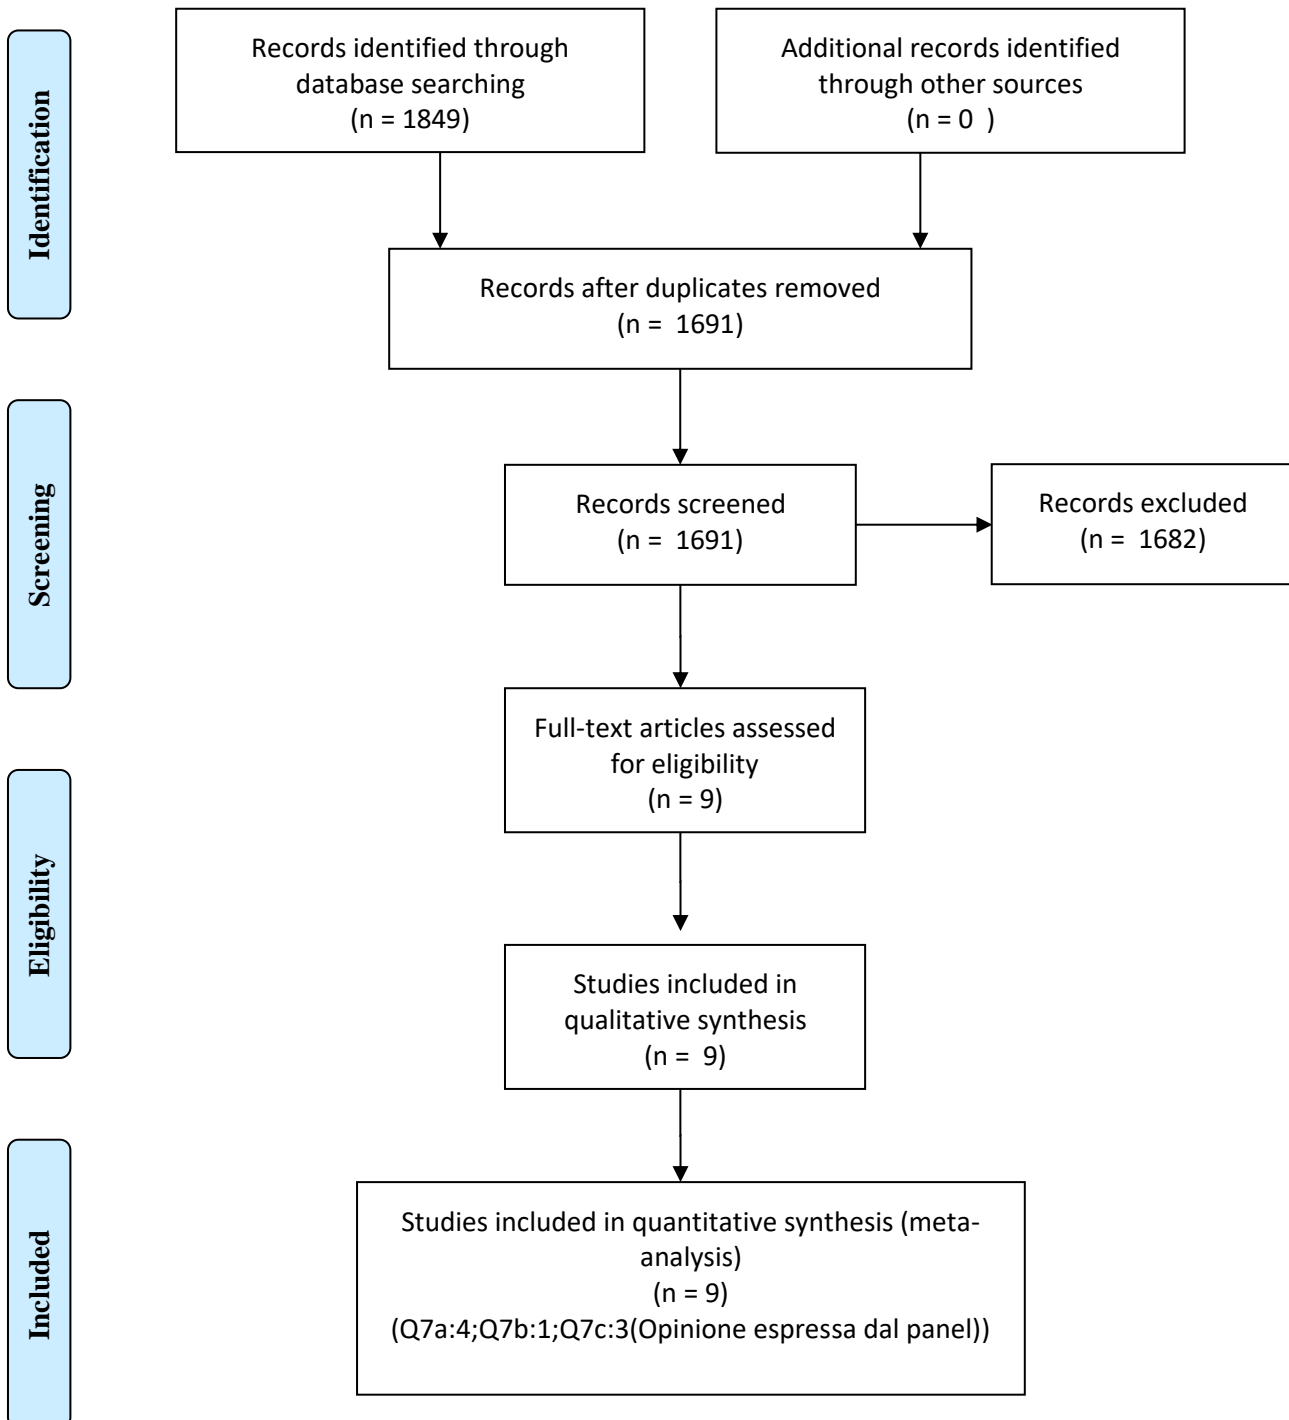 Identification
Records identified through
database searching
(n = 1849)
Additional records identified
through other sources
(n = 0  )
Records after duplicates removed
(n =  1691)
Screening
Records screened
(n =  1691)
Records excluded
(n =  1682)
Eligibility
Full-text articles assessed
for eligibility
(n = 9)
Studies included in
qualitative synthesis
(n =  9)
Included
Studies included in quantitative synthesis (meta-
analysis)
(n = 9)
(Q7a:4;Q7b:1;Q7c:3(Opinione espressa dal panel))